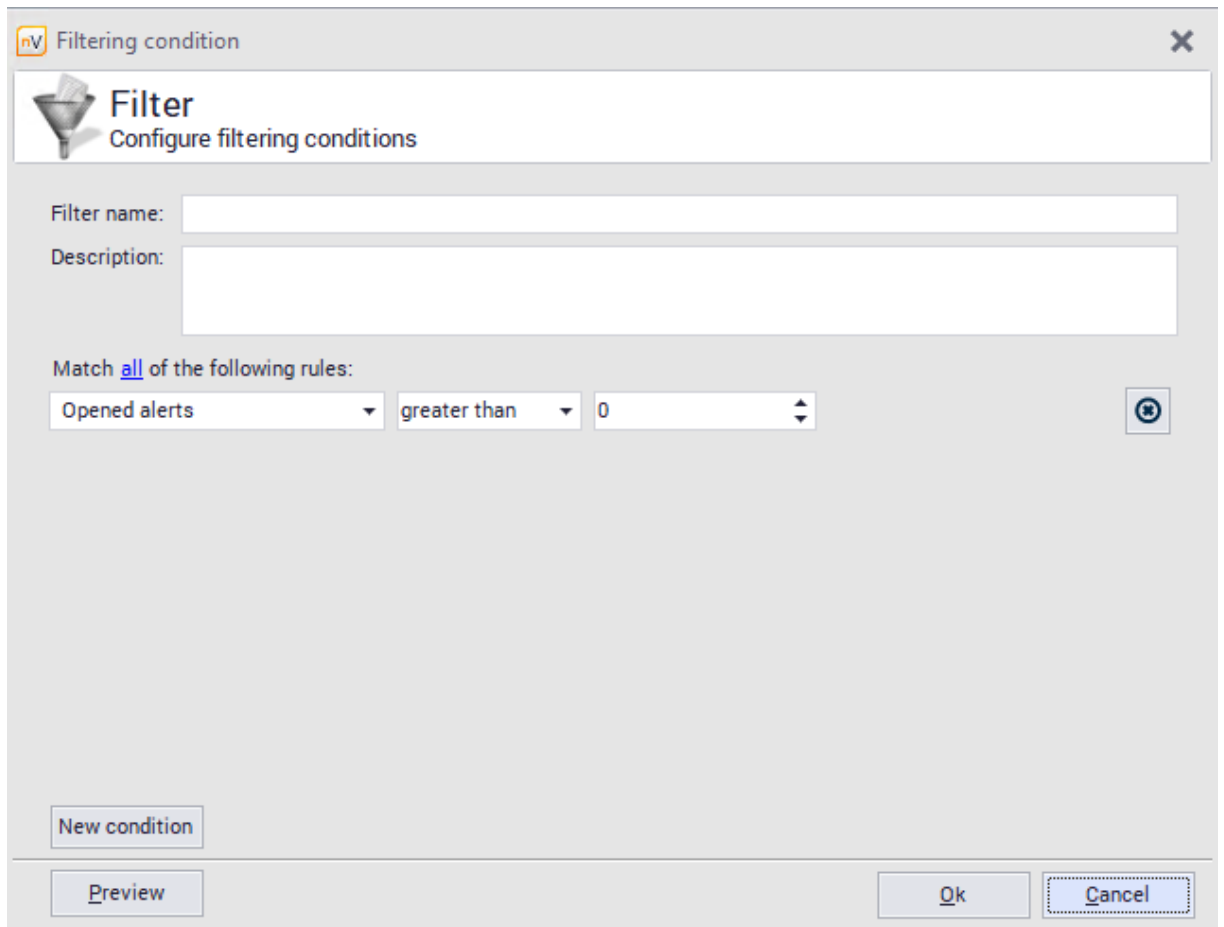 nV Filtering condition
Filter
Configure filtering conditions
Filter name:
Description:
Match all of the following rules:
Opened alerts greater than 0
New condition
Preview Ok Cancel